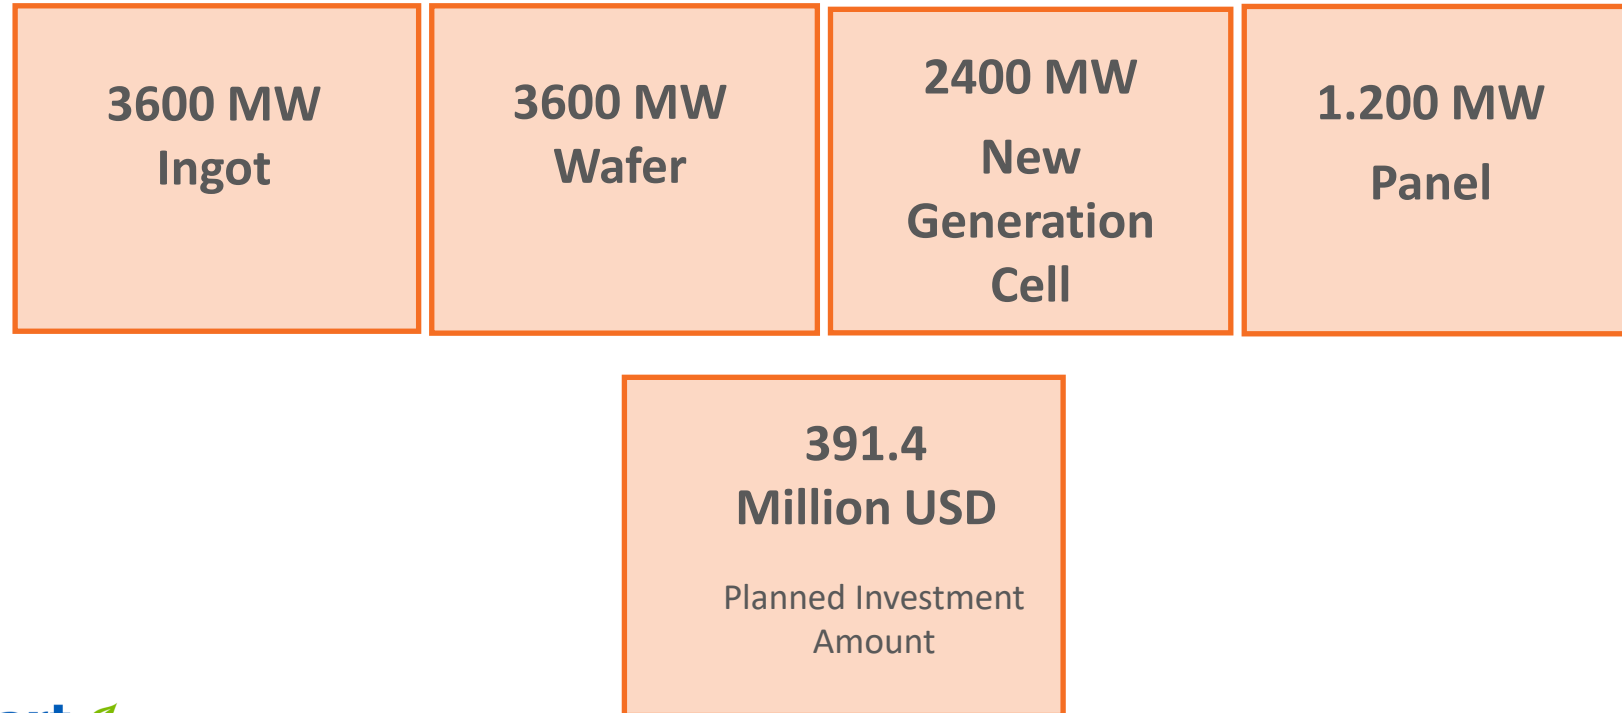 3600 MW
Ingot
3600 MW
Wafer
2400 MW
New
Generation
Cell
1.200 MW
Panel
391.4
Million USD
Planned Investment
Amount